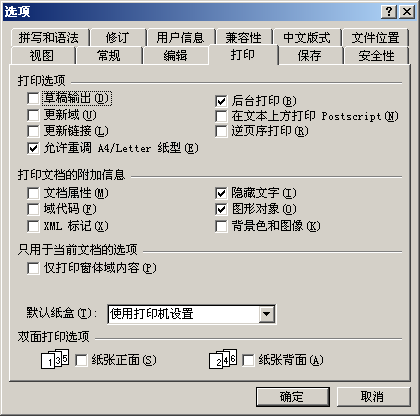 选项
拼写和语法 修订 用户信息 兼容性 中文版式 文件位置
视图 常规 编辑 打印 保存 安全性
打印选项
草稿输出(D) 后台打印(B)
更新域(U) 在文本上方打印 Postscript(N)
更新链接(L) 逆页序打印(R)
允许重调 A4/Letter 纸型(E)
打印文档的附加信息
文档属性(M) 隐藏文字(I)
域代码(F) 图形对象(O)
XML 标记(X) 背景色和图像(K)
只用于当前文档的选项
仅打印窗体域内容(P)
默认纸盒(T): 使用打印机设置
双面打印选项
1 3 5 纸张正面(S) 2 4 6 纸张背面(A)
确定 取消